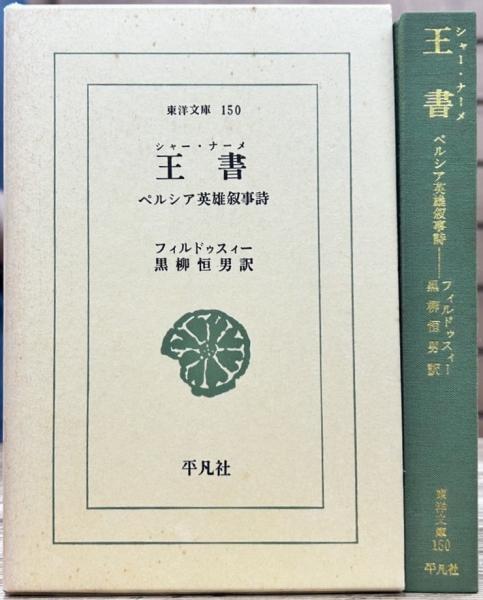 東洋文庫 150
シャー・ナーメ
王書
ペルシア英雄叙事詩
フィルドゥスィー
黒柳恒男訳
平凡社
シャー・ナーメ
王書
ペルシア英雄叙事詩――フィルドゥスィー
黒柳恒男訳
東洋文庫
150
平凡社